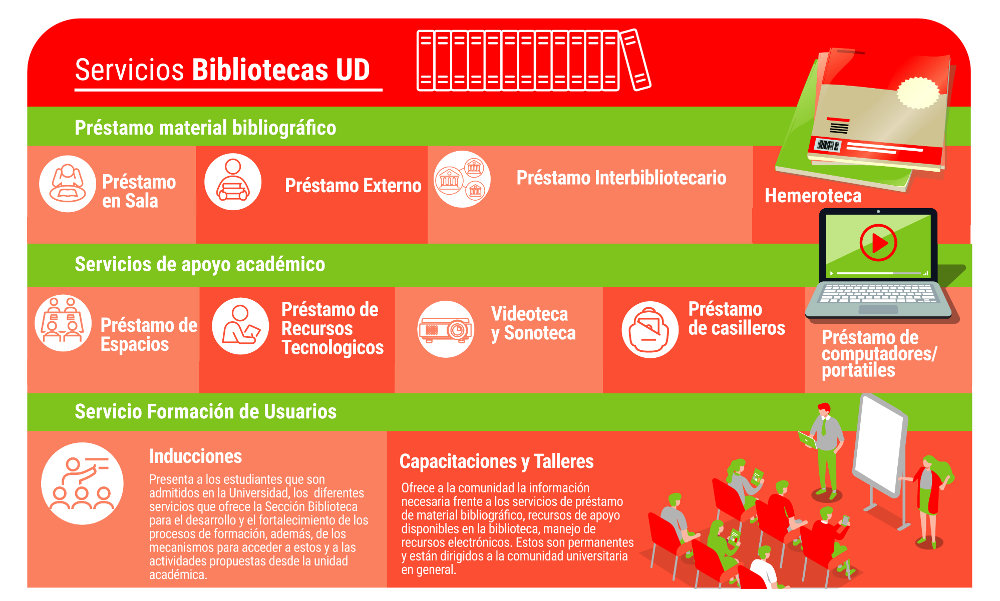 Servicios Bibliotecas UD
Préstamo material bibliográfico
Préstamo
en Sala
Préstamo Externo
Préstamo Interbibliotecario
Hemeroteca
Servicios de apoyo académico
Préstamo de
Espacios
Préstamo de
Recursos
Tecnologicos
Videoteca
y Sonoteca
Préstamo
de casilleros
Préstamo de
computadores/
portátiles
Servicio Formación de Usuarios
Inducciones
Presenta a los estudiantes que son
admitidos en la Universidad, los diferentes
servicios que ofrece la Sección Biblioteca
para el desarrollo y el fortalecimiento de los
procesos de formación, además, de los
mecanismos para acceder a estos y a las
actividades propuestas desde la unidad
académica.
Capacitaciones y Talleres
Ofrece a la comunidad la información
necesaria frente a los servicios de préstamo
de material bibliográfico, recursos de apoyo
disponibles en la biblioteca, manejo de
recursos electrónicos. Estos son permanentes
y están dirigidos a la comunidad universitaria
en general.